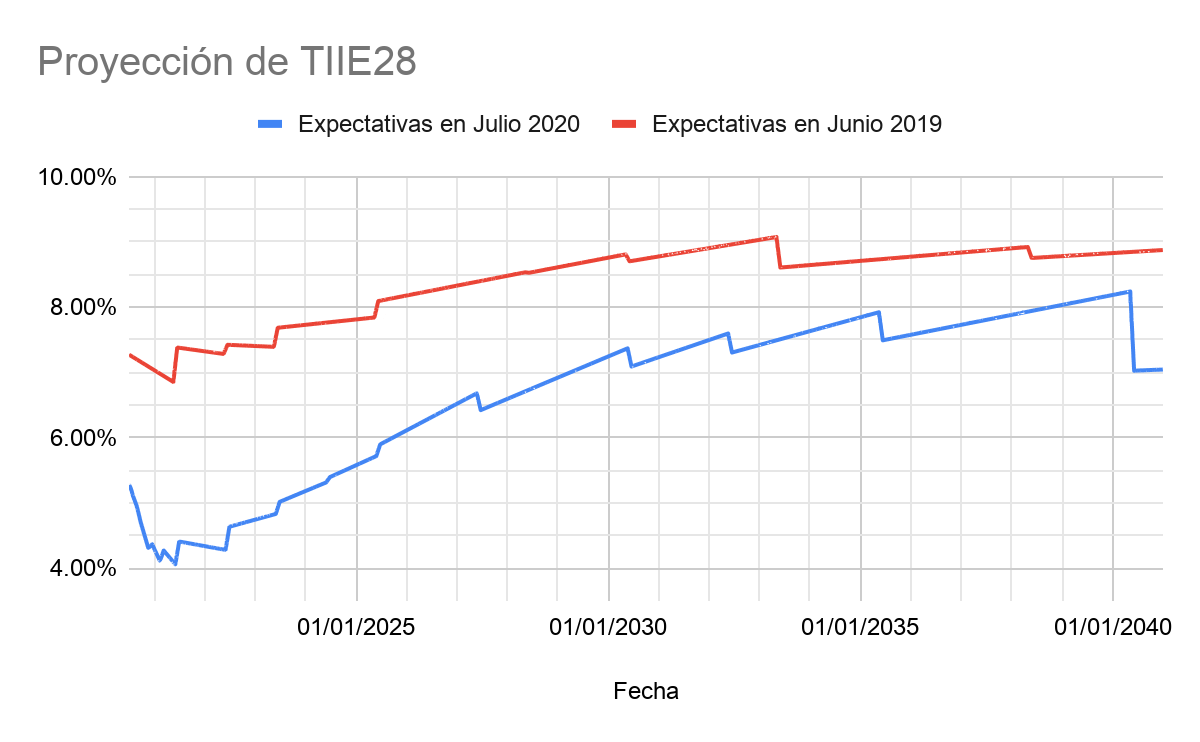 Proyección de TIIE28
Expectativas en Julio 2020 Expectativas en Junio 2019
10.00%
8.00%
6.00%
4.00%
01/01/2025 01/01/2030 01/01/2035 01/01/2040
Fecha